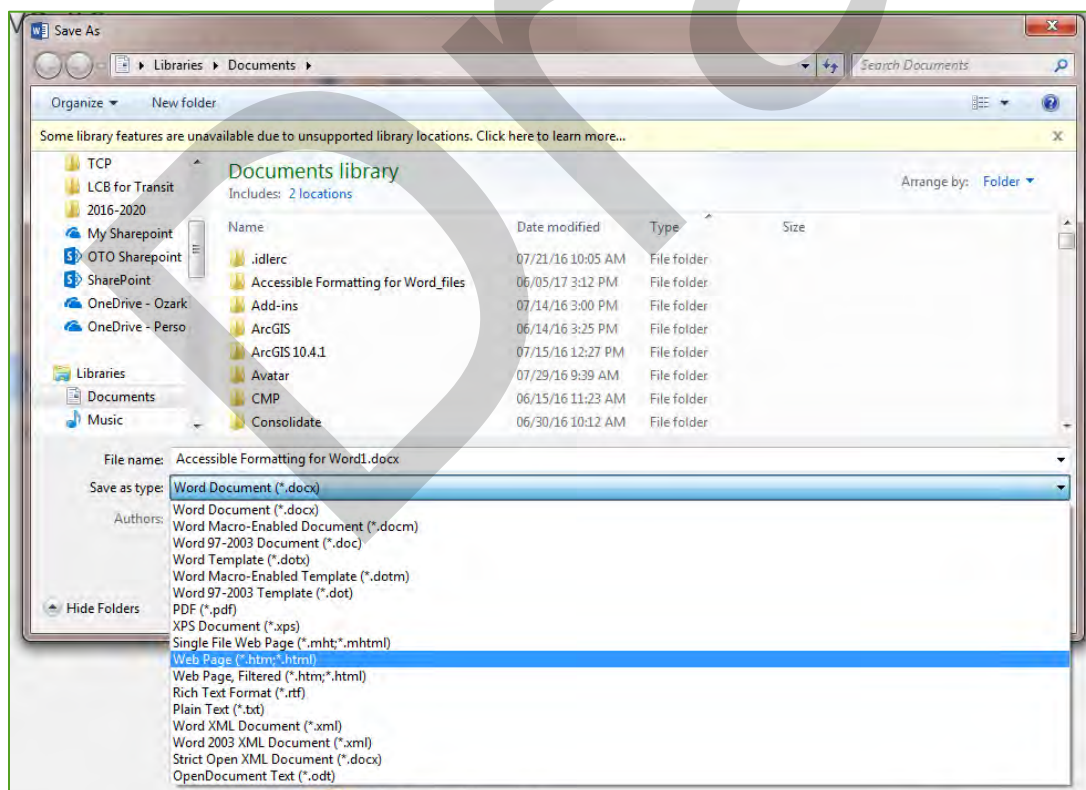 Save As
Libraries Documents
Search Documents
Organize New folder
Some library features are unavailable due to unsupported library locations. Click here to learn more...
TCP
LCB for Transit
2016-2020
My Sharepoint
OTO Sharepoint
SharePoint
OneDrive - Ozark
OneDrive - Perso
Libraries
Documents
Music
Documents library
Includes: 2 locations
Arrange by: Folder
Name Date modified Type Size
.idlerc 07/21/16 10:05 AM File folder
Accessible Formatting for Word_files 06/05/17 3:12 PM File folder
Add-ins 07/14/16 3:00 PM File folder
ArcGIS 06/14/16 3:25 PM File folder
ArcGIS 10.4.1 07/15/16 12:27 PM File folder
Avatar 07/29/16 9:39 AM File folder
CMP 06/15/16 11:23 AM File folder
Consolidate 06/30/16 10:12 AM File folder
File name: Accessible Formatting for Word1.docx
Save as type: Word Document (*.docx)
Authors:
Word Document (*.docx)
Word Macro-Enabled Document (*.docm)
Word 97-2003 Document (*.doc)
Word Template (*.dotx)
Word Macro-Enabled Template (*.dotm)
Word 97-2003 Template (*.dot)
PDF (*.pdf)
XPS Document (*.xps)
Single File Web Page (*.mht;*.mhtml)
Web Page (*.htm;*.html)
Web Page, Filtered (*.htm;*.html)
Rich Text Format (*.rtf)
Plain Text (*.txt)
Word XML Document (*.xml)
Word 2003 XML Document (*.xml)
Strict Open XML Document (*.docx)
OpenDocument Text (*.odt)
Hide Folders